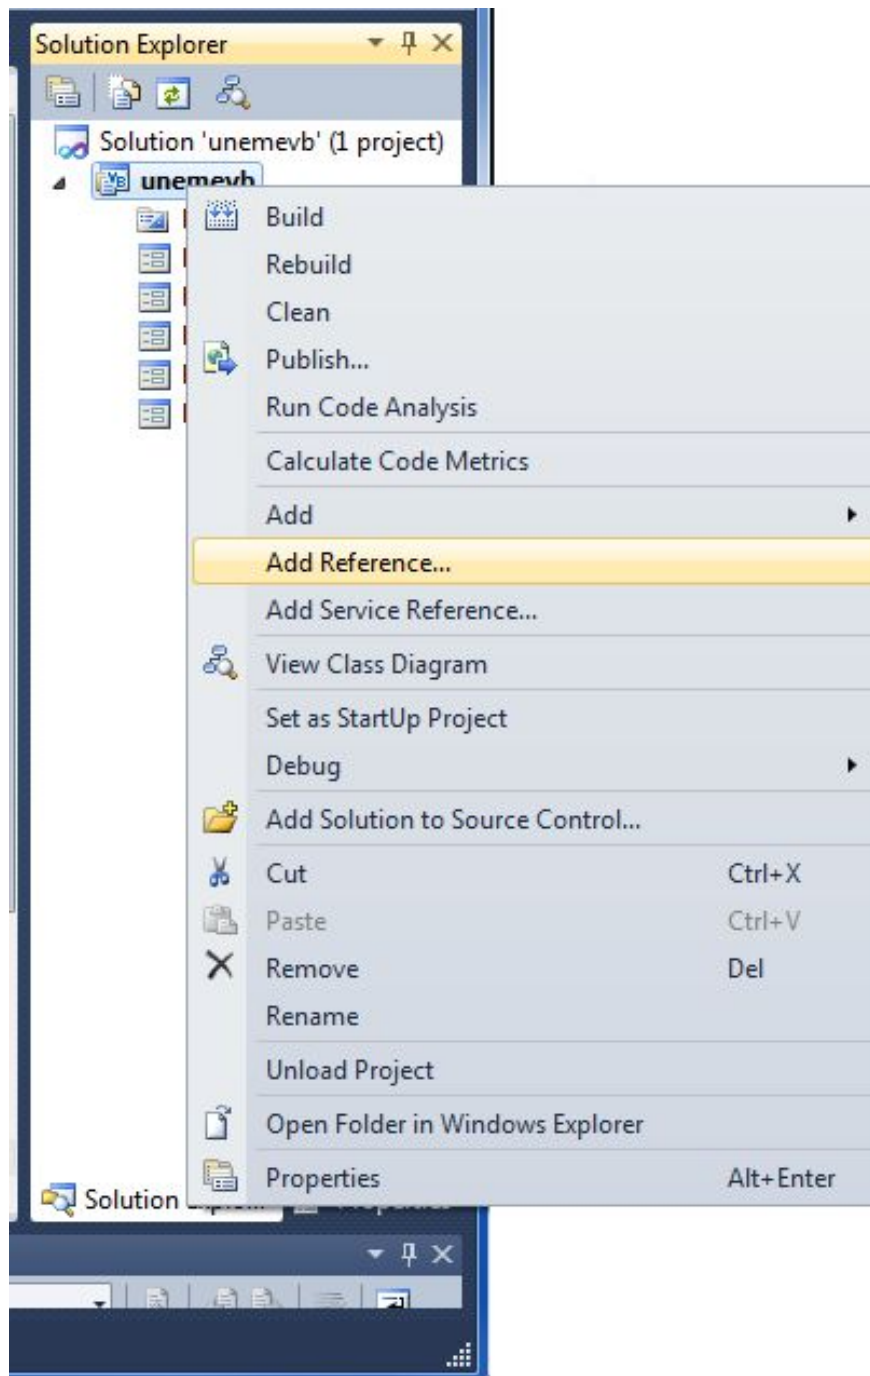 Solution Explorer
Solution 'unemevb' (1 project)
unemevb
Build
Rebuild
Clean
Publish...
Run Code Analysis
Calculate Code Metrics
Add
Add Reference...
Add Service Reference...
View Class Diagram
Set as StartUp Project
Debug
Add Solution to Source Control...
Cut Ctrl+X
Paste Ctrl+V
Remove Del
Rename
Unload Project
Open Folder in Windows Explorer
Properties Alt+Enter
Solution Explo... Properties